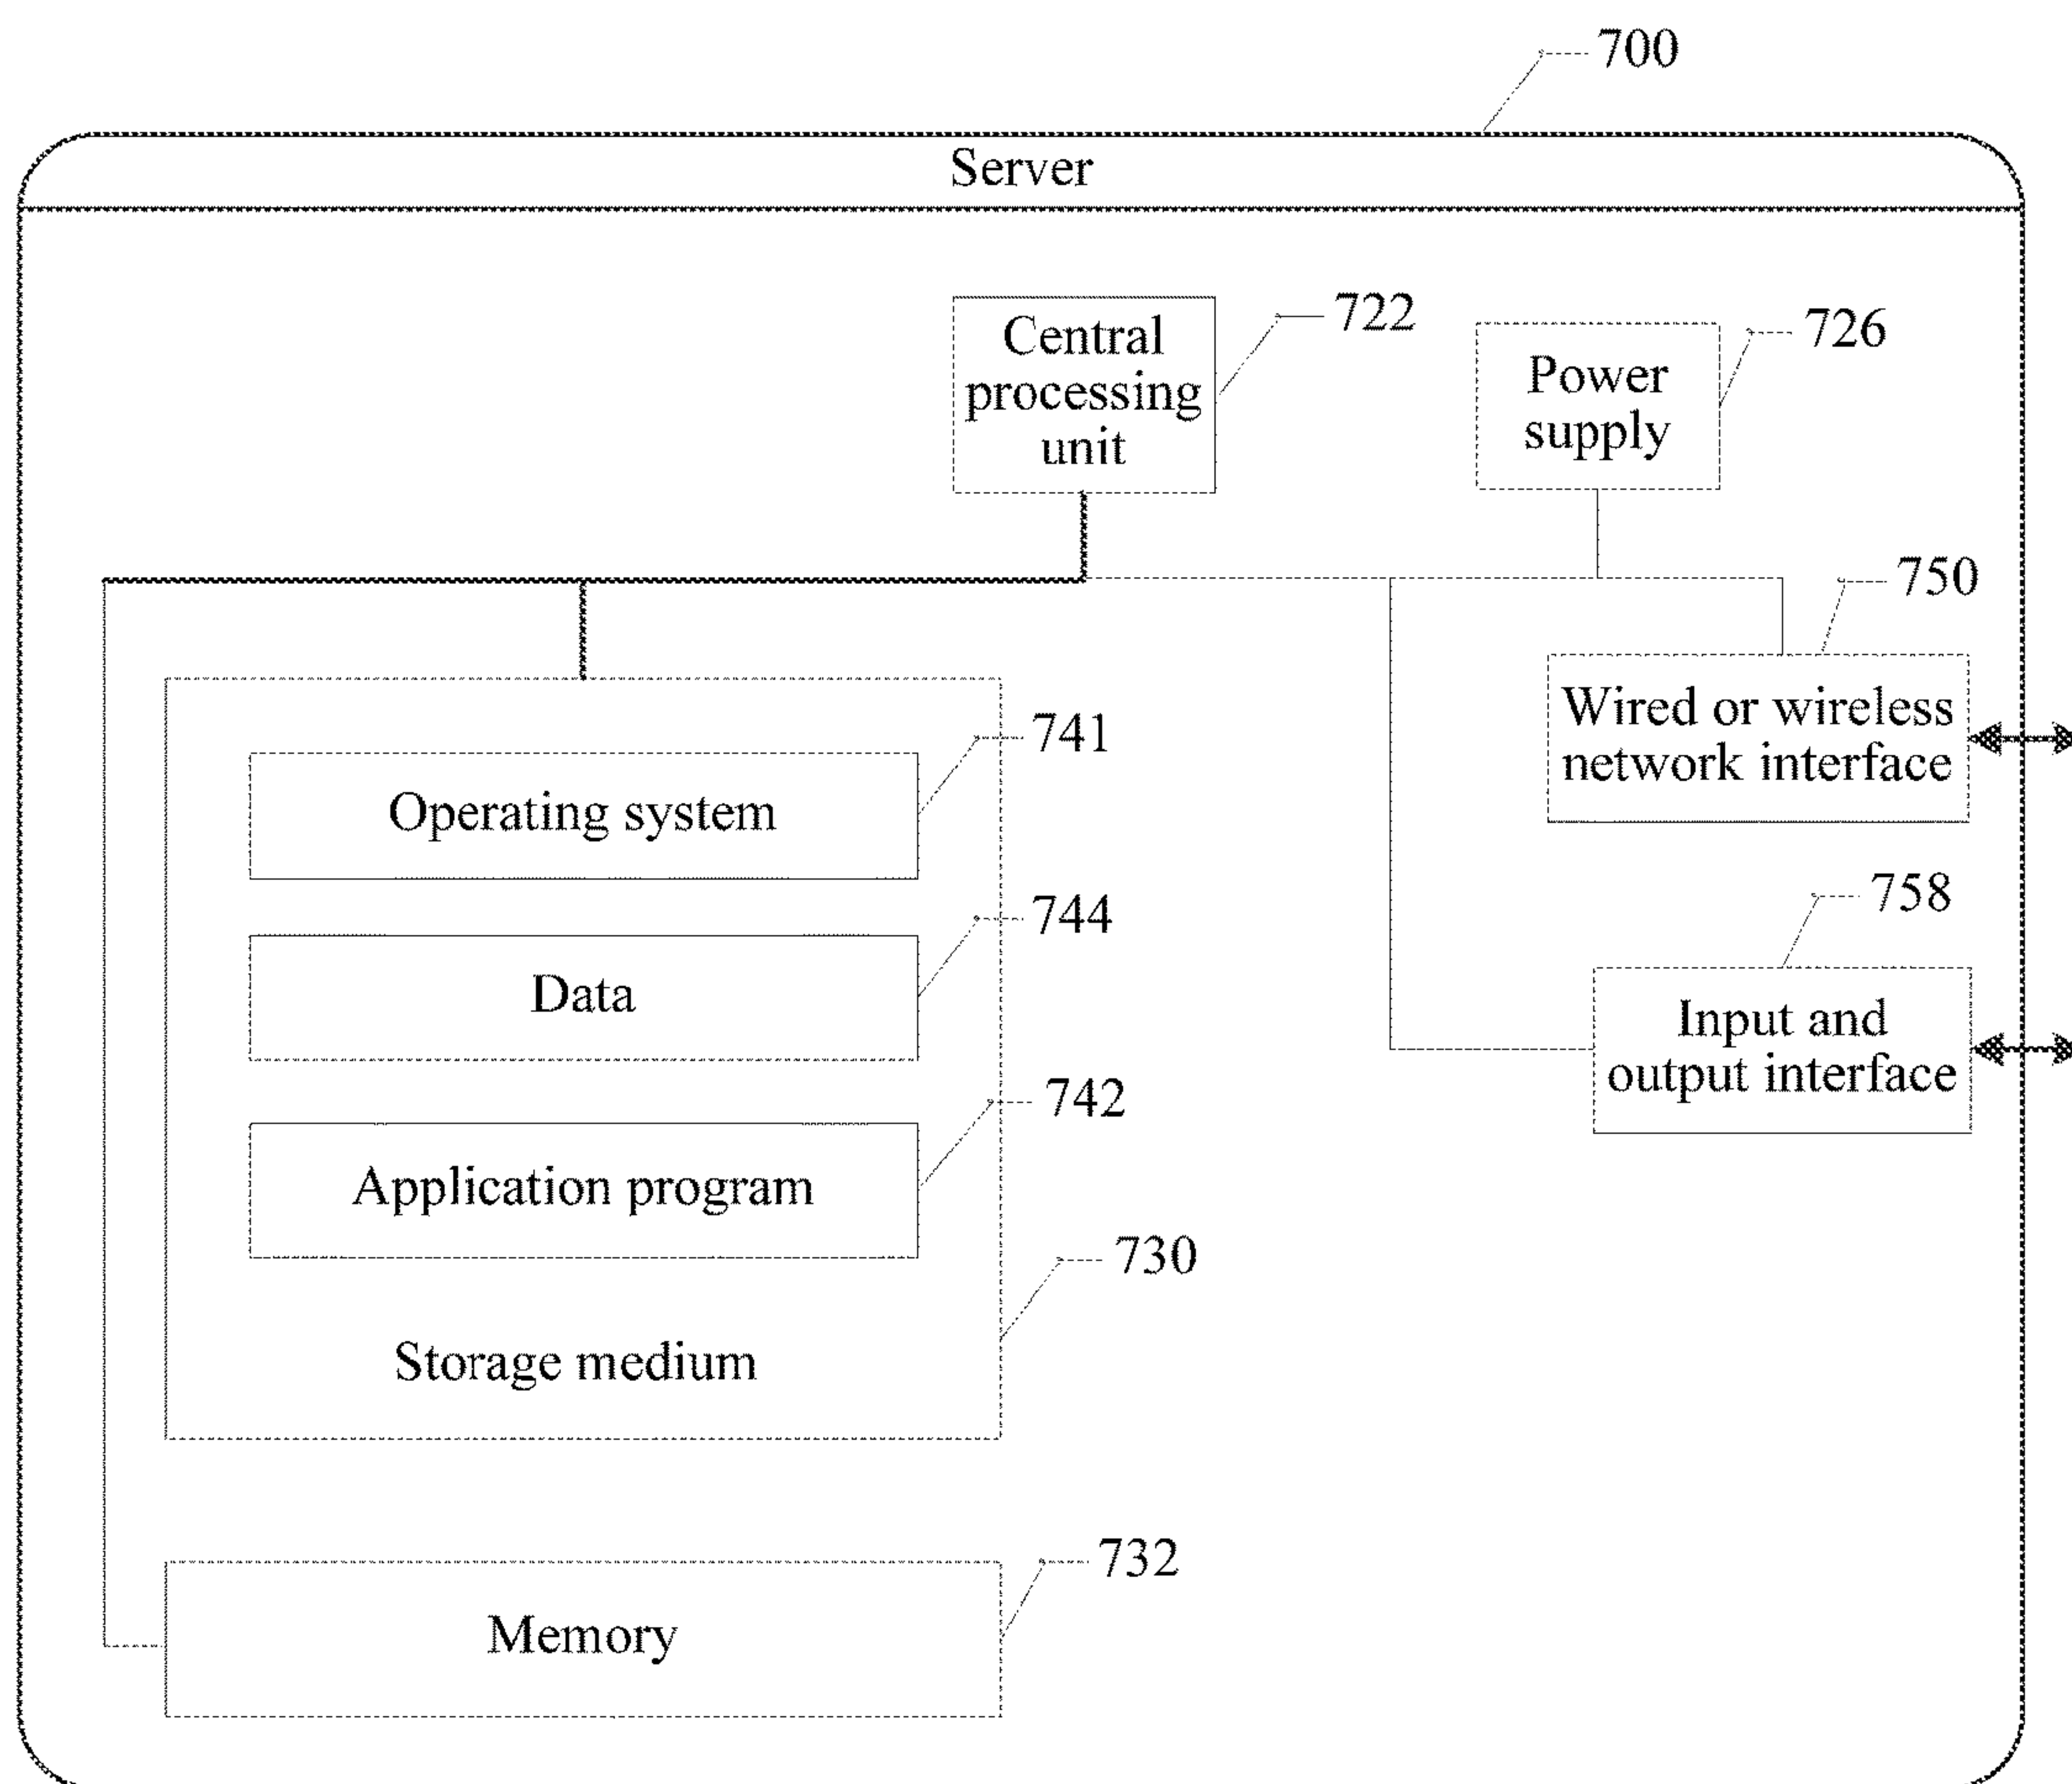 700
Server
Central
processing
unit
722
Power
supply
726
750
Wired or wireless
network interface
741
Operating system
758
744
Data
Input and
output interface
742
Application program
730
Storage medium
732
Memory